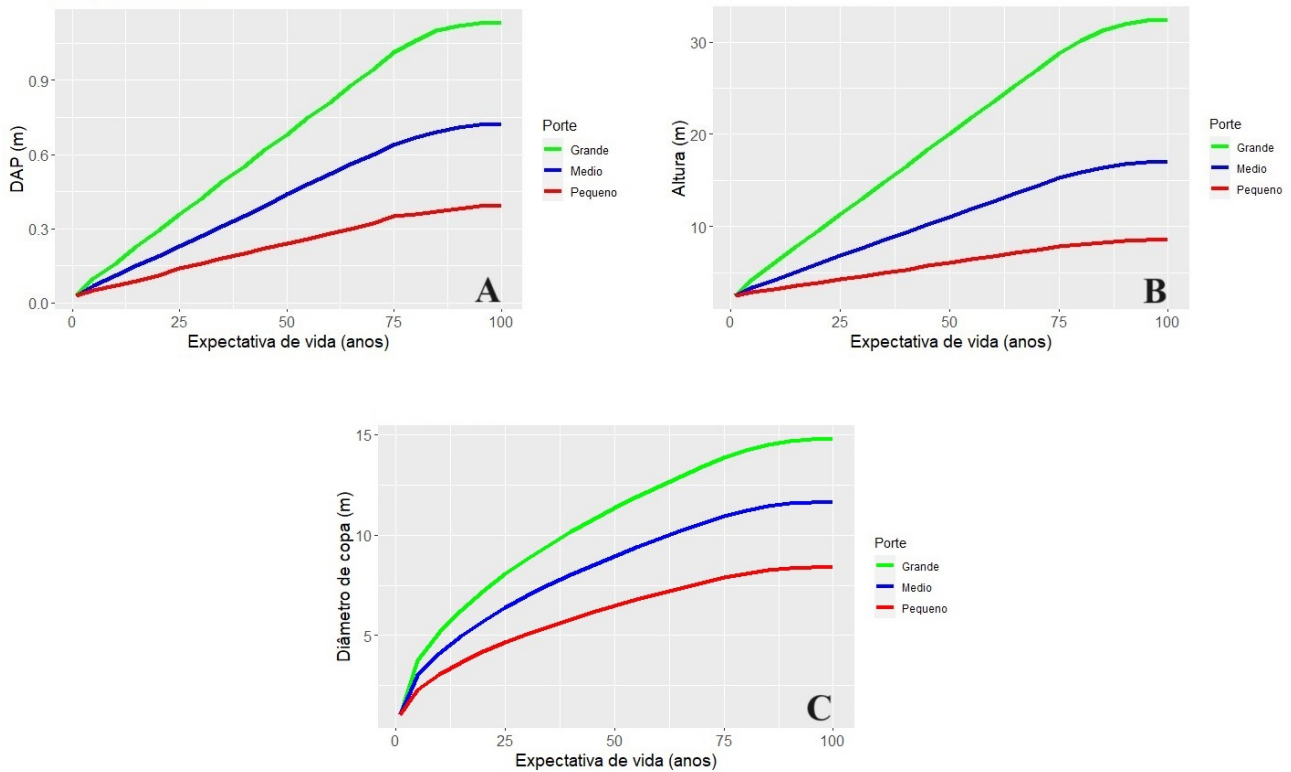 0.9
0.6
0.3
0.0
DAP (m)
0 25 50 75 100
Expectativa de vida (anos)
Porte
Grande
Medio
Pequeno
A
30
20
10
Altura (m)
0 25 50 75 100
Expectativa de vida (anos)
Porte
Grande
Medio
Pequeno
B
15
10
5
Diâmetro de copa (m)
0 25 50 75 100
Expectativa de vida (anos)
Porte
Grande
Medio
Pequeno
C